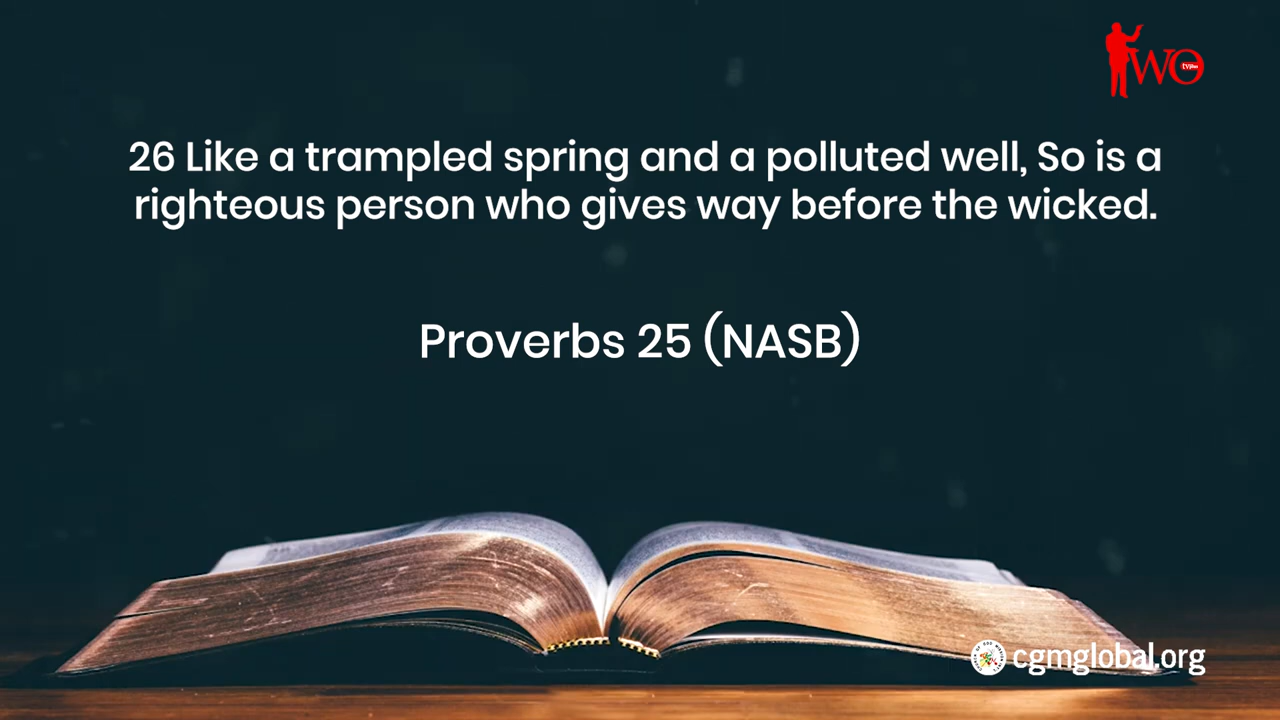 WO
tvplus
26 Like a trampled spring and a polluted well, So is a
righteous person who gives way before the wicked.
Proverbs 25 (NASB)
cgmglobal.org